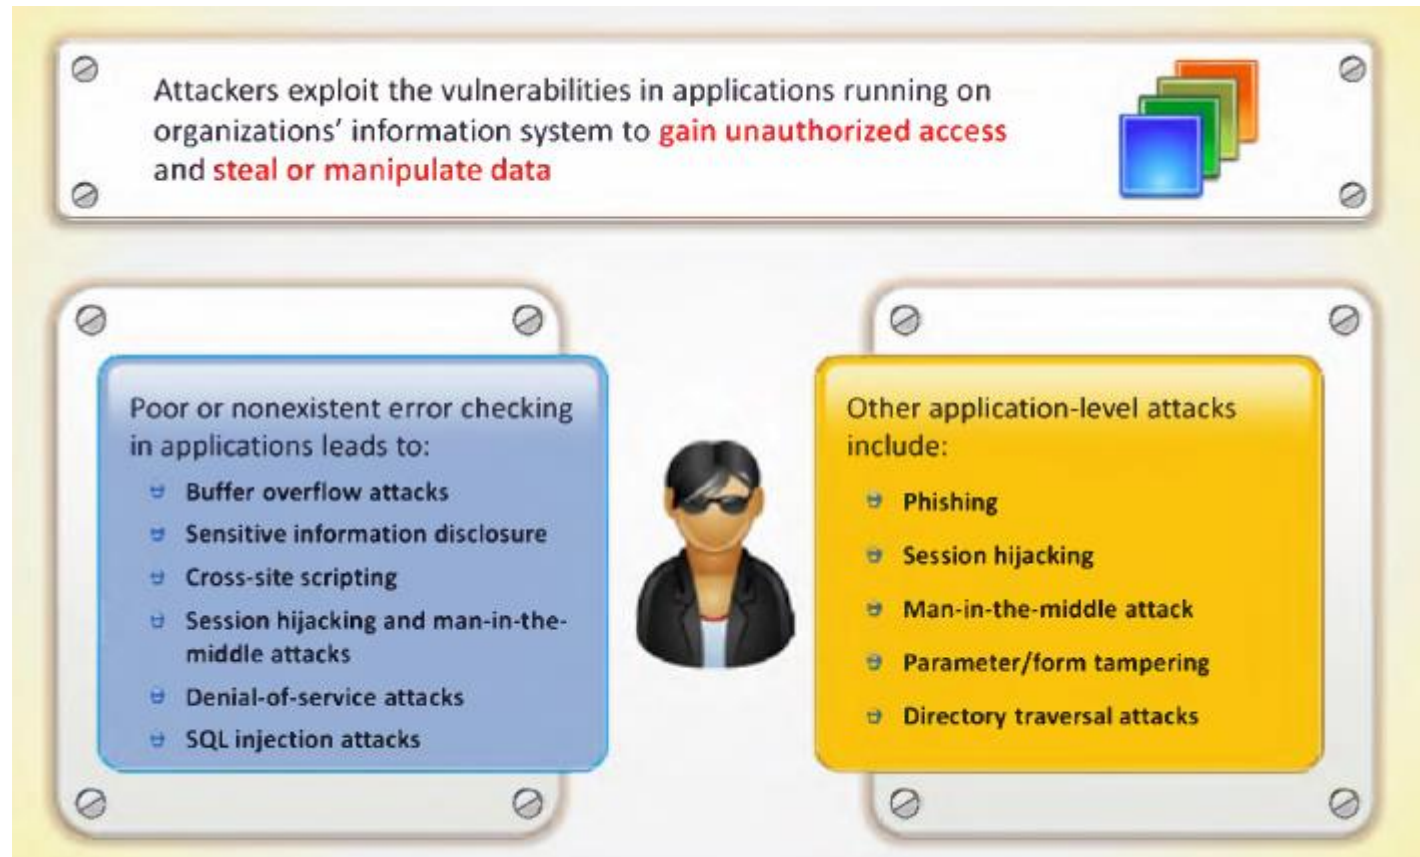 Attackers exploit the vulnerabilities in applications running on
organizations' information system to gain unauthorized access
and steal or manipulate data
Poor or nonexistent error checking
in applications leads to:
Buffer overflow attacks
Sensitive information disclosure
Cross-site scripting
Session hijacking and man-in-the-
middle attacks
Denial-of-service attacks
SQL injection attacks
Other application-level attacks
include:
Phishing
Session hijacking
Man-in-the-middle attack
Parameter/form tampering
Directory traversal attacks